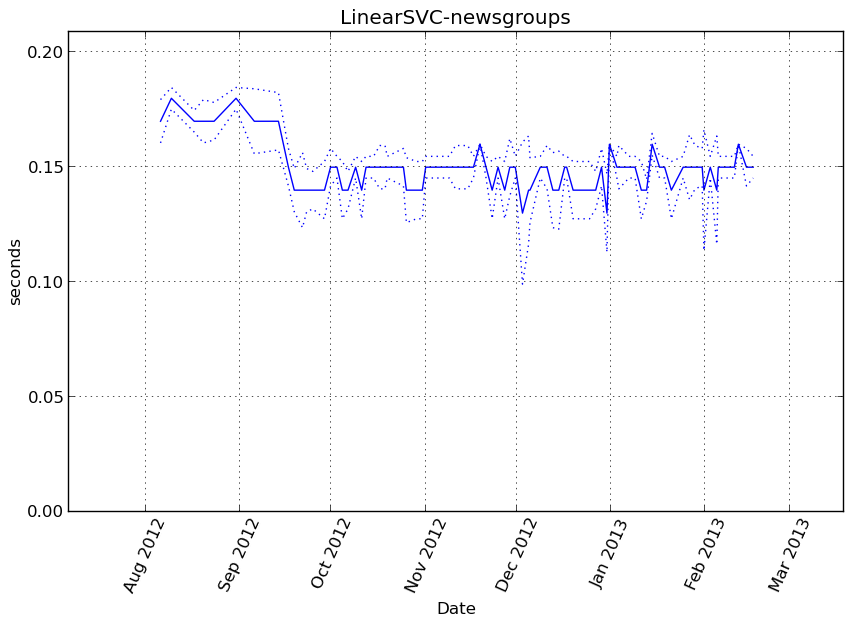 LinearSVC-newsgroups
0.20
0.15
0.10
0.05
0.00
seconds
Aug 2012
Sep 2012
Oct 2012
Nov 2012
Dec 2012
Jan 2013
Feb 2013
Mar 2013
Date